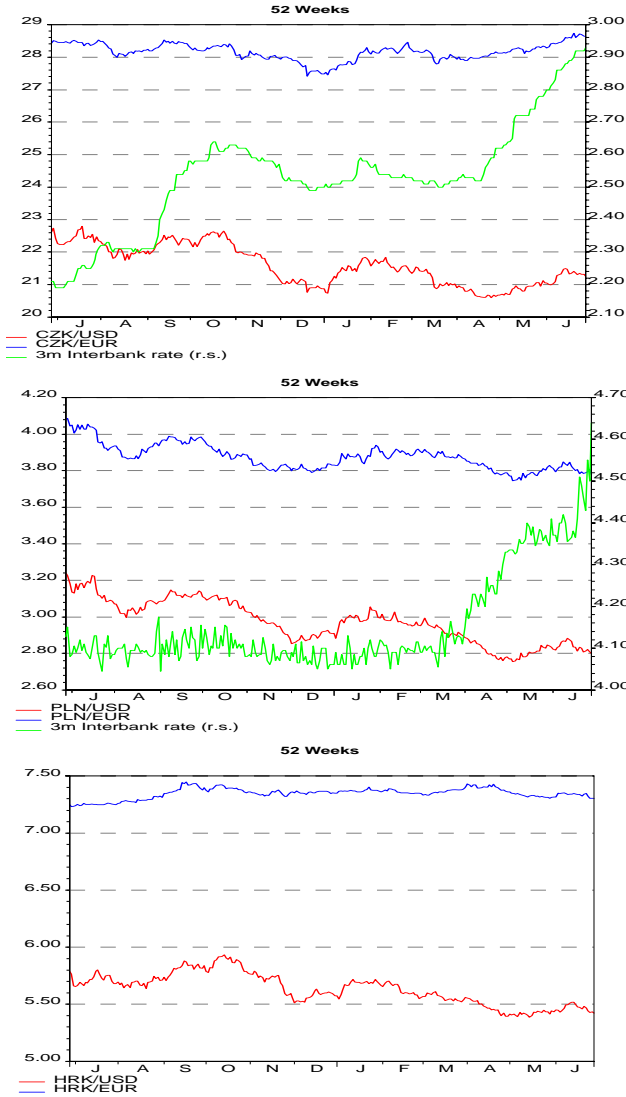 52 Weeks
29 3.00
28 2.90
27 2.80
26 2.70
25 2.60
24 2.50
23 2.40
22 2.30
21 2.20
20 2.10
J A S O N D J F M A M J
CZK/USD
CZK/EUR
3m Interbank rate (r.s.)
52 Weeks
4.20 4.70
4.00 4.60
3.80 4.50
3.60 4.40
3.40 4.30
3.20 4.20
3.00 4.10
2.80 4.00
2.60
J A S O N D J F M A M J
PLN/USD
PLN/EUR
3m Interbank rate (r.s.)
52 Weeks
7.50
7.00
6.50
6.00
5.50
5.00
J A S O N D J F M A M J
HRK/USD
HRK/EUR